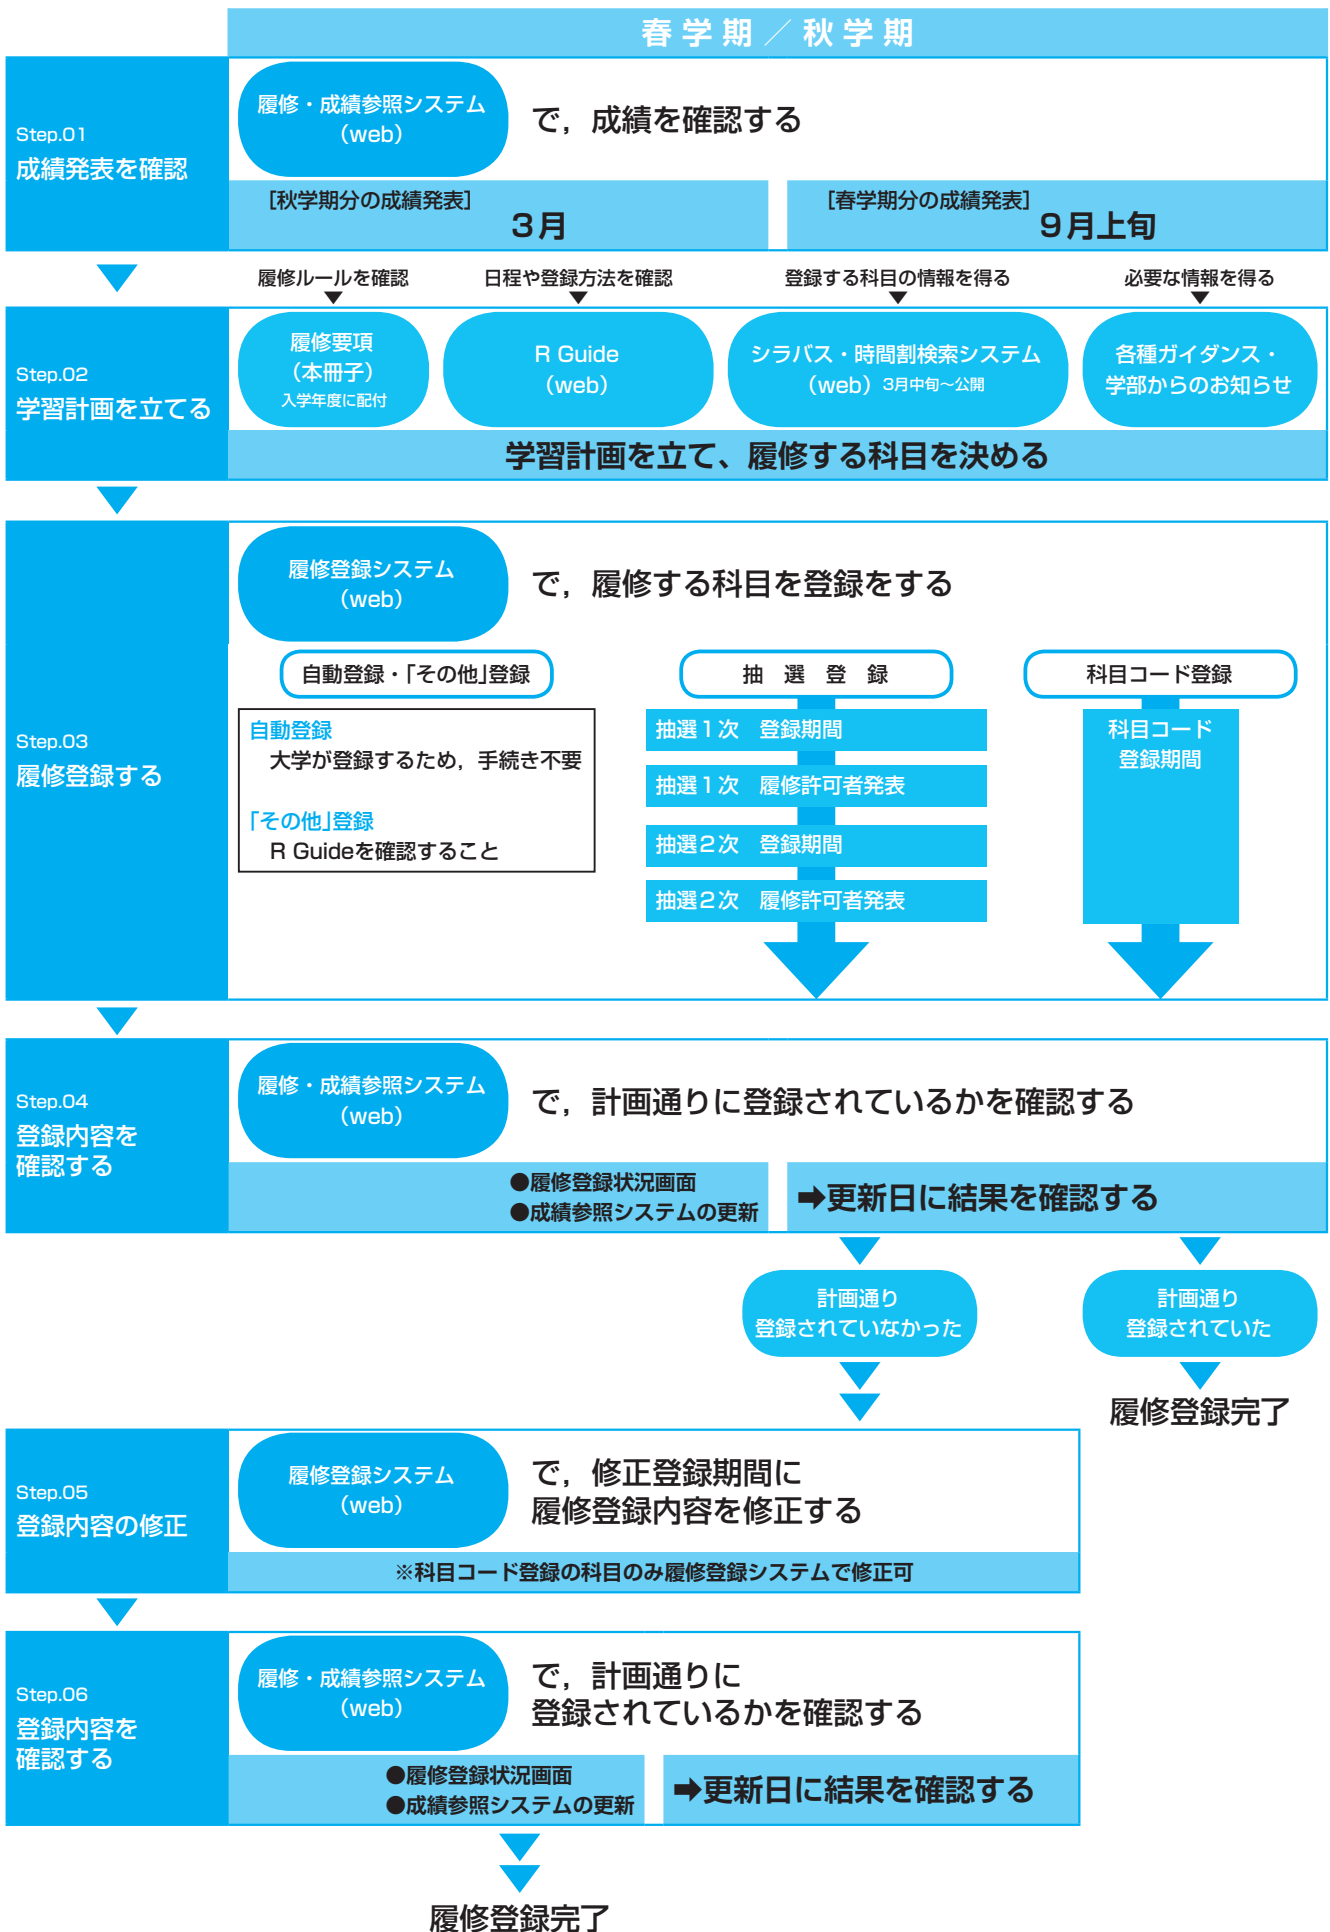 春学期／秋学期
Step.01
成績発表を確認
履修・成績参照システム
（web）
で，成績を確認する
［秋学期分の成績発表］
3月
［春学期分の成績発表］
9月上旬
履修ルールを確認
日程や登録方法を確認
登録する科目の情報を得る
必要な情報を得る
Step.02
学習計画を立てる
履修要項
（本冊子）
入学年度に配付
R Guide
（web）
シラバス・時間割検索システム
（web）3月中旬～公開
各種ガイダンス・
学部からのお知らせ
学習計画を立て、履修する科目を決める
Step.03
履修登録する
履修登録システム
（web）
で，履修する科目を登録をする
自動登録・「その他」登録
自動登録
大学が登録するため，手続き不要
「その他」登録
R Guideを確認すること
抽選登録
抽選1次　登録期間
抽選1次　履修許可者発表
抽選2次　登録期間
抽選2次　履修許可者発表
科目コード登録
科目コード
登録期間
Step.04
登録内容を
確認する
履修・成績参照システム
（web）
で，計画通りに登録されているかを確認する
●履修登録状況画面
●成績参照システムの更新
➡更新日に結果を確認する
計画通り
登録されていなかった
計画通り
登録されていた
履修登録完了
Step.05
登録内容の修正
履修登録システム
（web）
で，修正登録期間に
履修登録内容を修正する
※科目コード登録の科目のみ履修登録システムで修正可
Step.06
登録内容を
確認する
履修・成績参照システム
（web）
で，計画通りに
登録されているかを確認する
●履修登録状況画面
●成績参照システムの更新
➡更新日に結果を確認する
履修登録完了